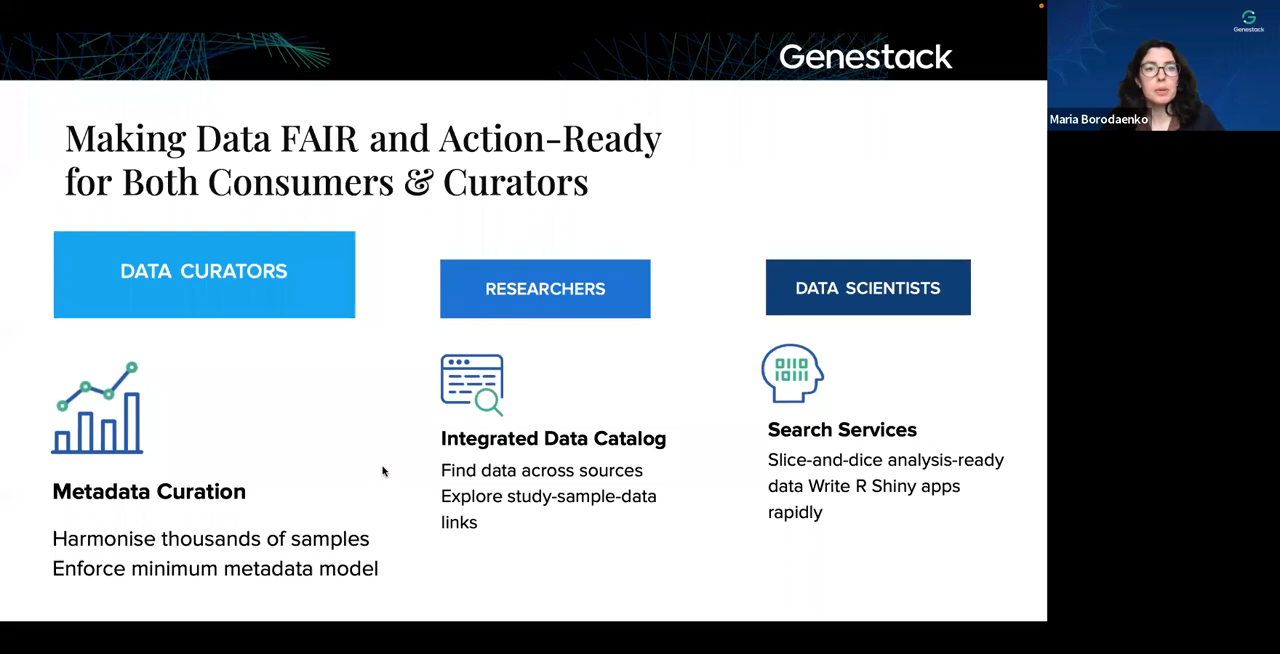 Genestack
Genestack
Maria Borodaenko
Making Data FAIR and Action-Ready
for Both Consumers & Curators
DATA CURATORS
RESEARCHERS
DATA SCIENTISTS
0110
01011
Metadata Curation
Harmonise thousands of samples
Enforce minimum metadata model
Integrated Data Catalog
Find data across sources
Explore study-sample-data
links
Search Services
Slice-and-dice analysis-ready
data Write R Shiny apps
rapidly